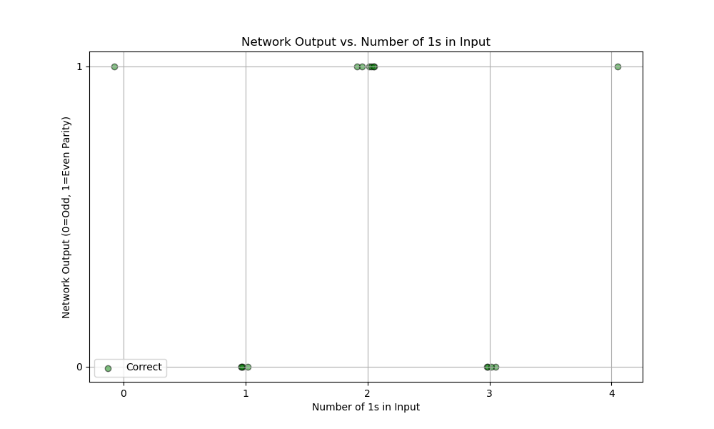 Network Output vs. Number of 1s in Input
Network Output (0=Odd, 1=Even Parity)
1
0
Correct
0 1 2 3 4
Number of 1s in Input